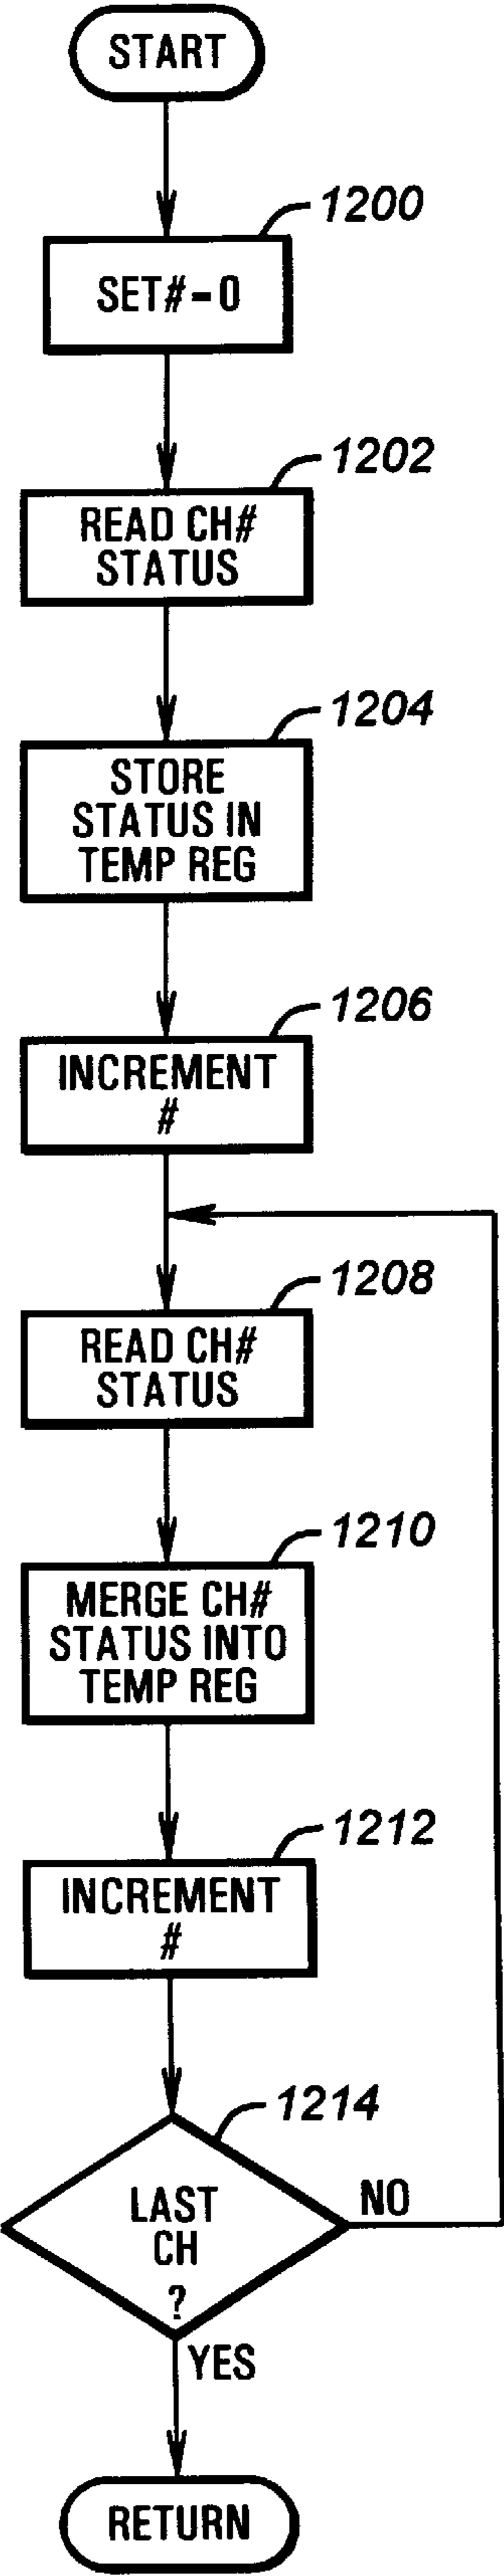 START
1200
SET#=0
1202
READ CH#
STATUS
1204
STORE
STATUS IN
TEMP REG
1206
INCREMENT
#
1208
READ CH#
STATUS
1210
MERGE CH#
STATUS INTO
TEMP REG
1212
INCREMENT
#
1214
LAST
CH
?
NO
YES
RETURN